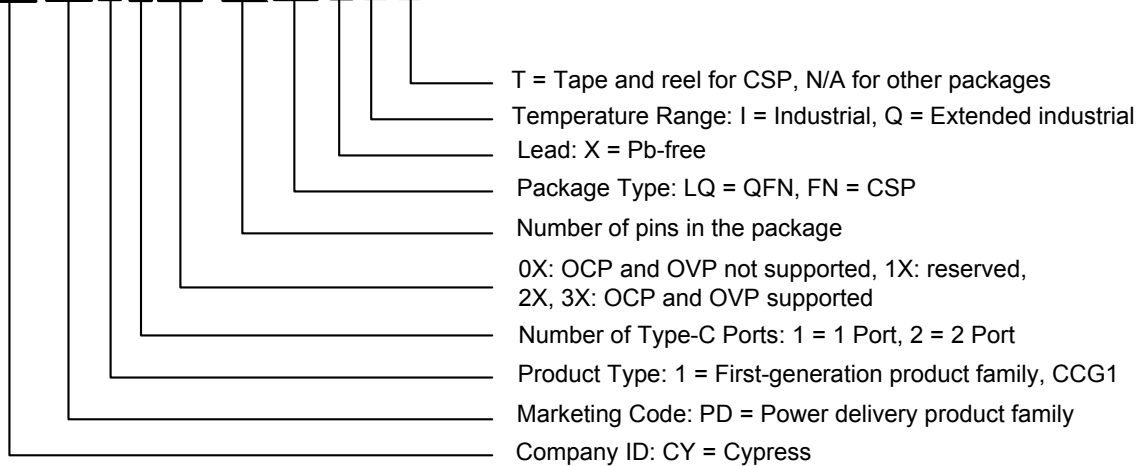 T = Tape and reel for CSP, N/A for other packages
Temperature Range: I = Industrial, Q = Extended industrial
Lead: X = Pb-free
Package Type: LQ = QFN, FN = CSP
Number of pins in the package
0X: OCP and OVP not supported, 1X: reserved,
2X, 3X: OCP and OVP supported
Number of Type-C Ports: 1 = 1 Port, 2 = 2 Port
Product Type: 1 = First-generation product family, CCG1
Marketing Code: PD = Power delivery product family
Company ID: CY = Cypress